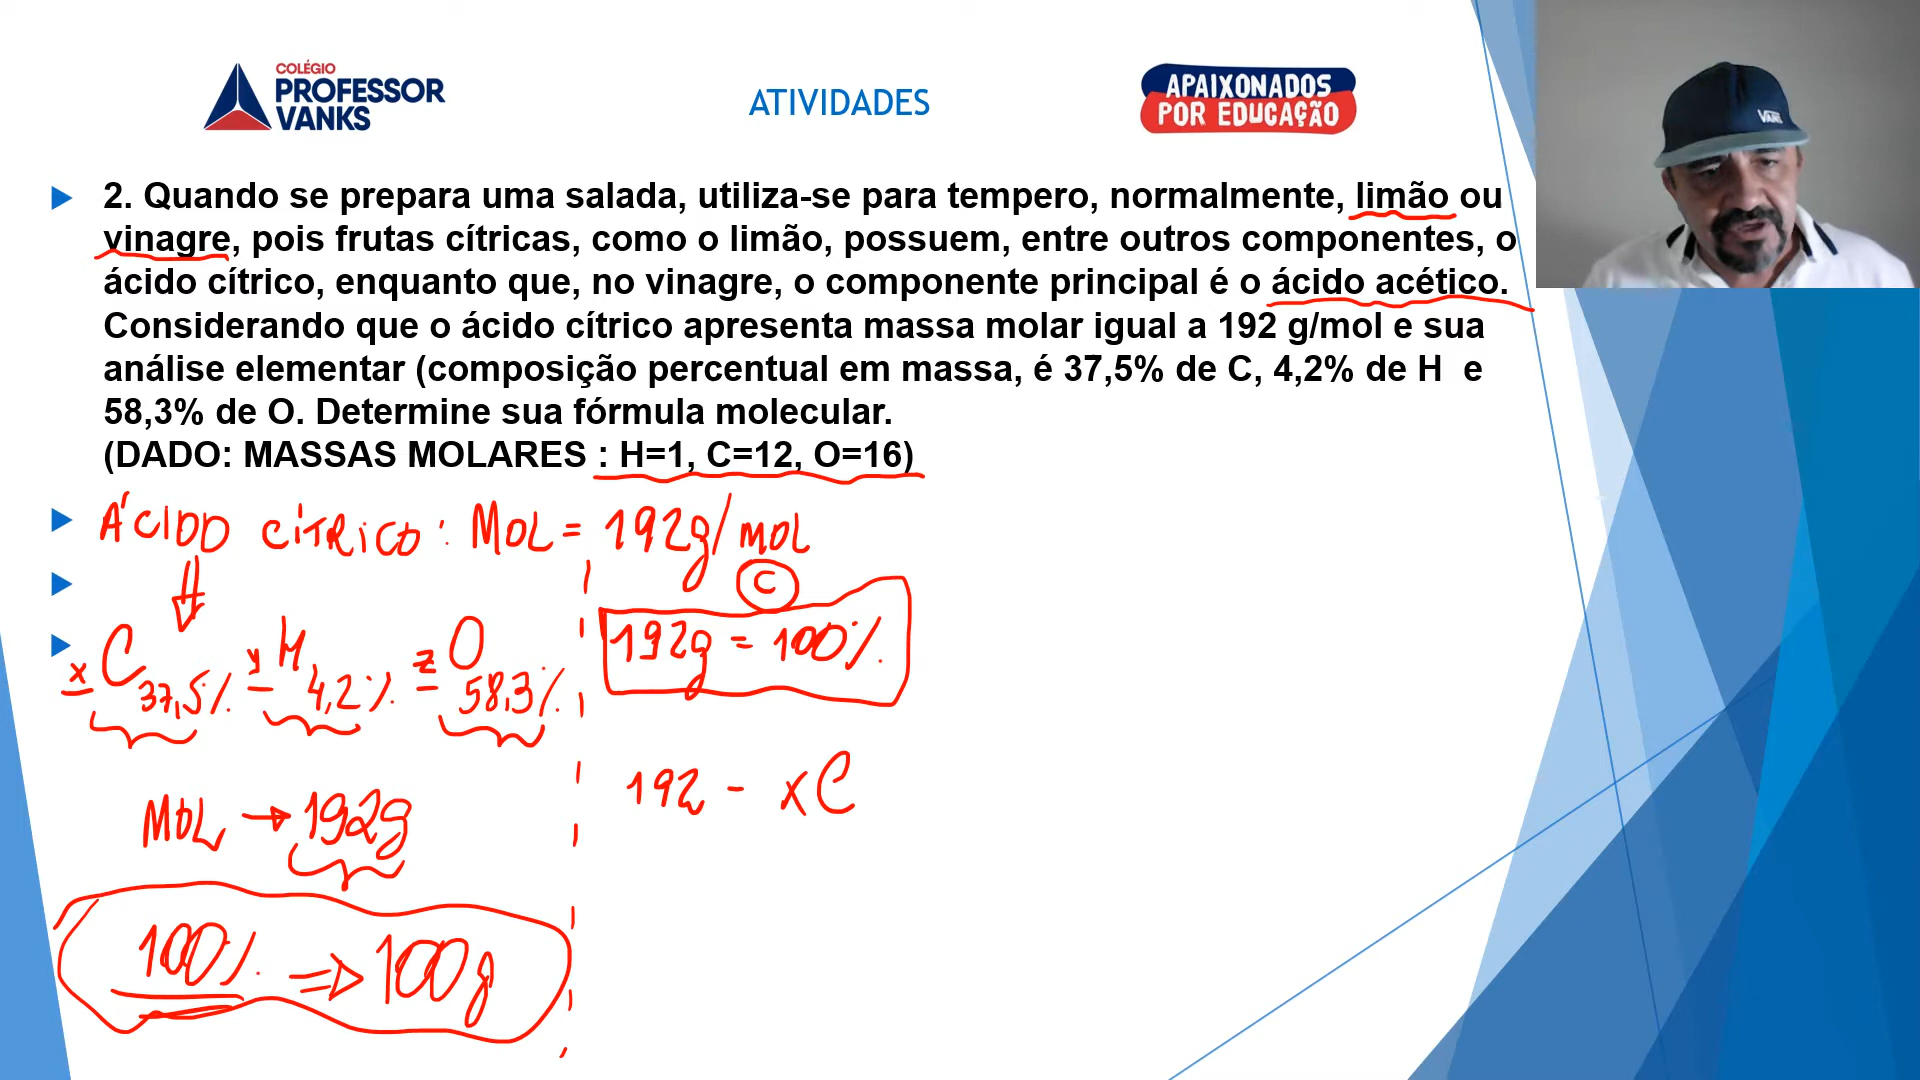 COLÉGIO
PROFESSOR
VANKS
ATIVIDADES
APAIXONADOS
POR EDUCAÇÃO
VANS
2. Quando se prepara uma salada, utiliza-se para tempero, normalmente, limão ou
vinagre, pois frutas cítricas, como o limão, possuem, entre outros componentes, o
ácido cítrico, enquanto que, no vinagre, o componente principal é o ácido acético.
Considerando que o ácido cítrico apresenta massa molar igual a 192 g/mol e sua
análise elementar (composição percentual em massa, é 37,5% de C, 4,2% de H e
58,3% de O. Determine sua fórmula molecular.
(DADO: MASSAS MOLARES : H=1, C=12, O=16)
ÁCIDO CÍTRICO : MOL = 192g/MOL
x C 37,5% y H 4,2% z O 58,3%
MOL → 192g
100% ⇒ 100g
C
192g = 100%
192 - xC